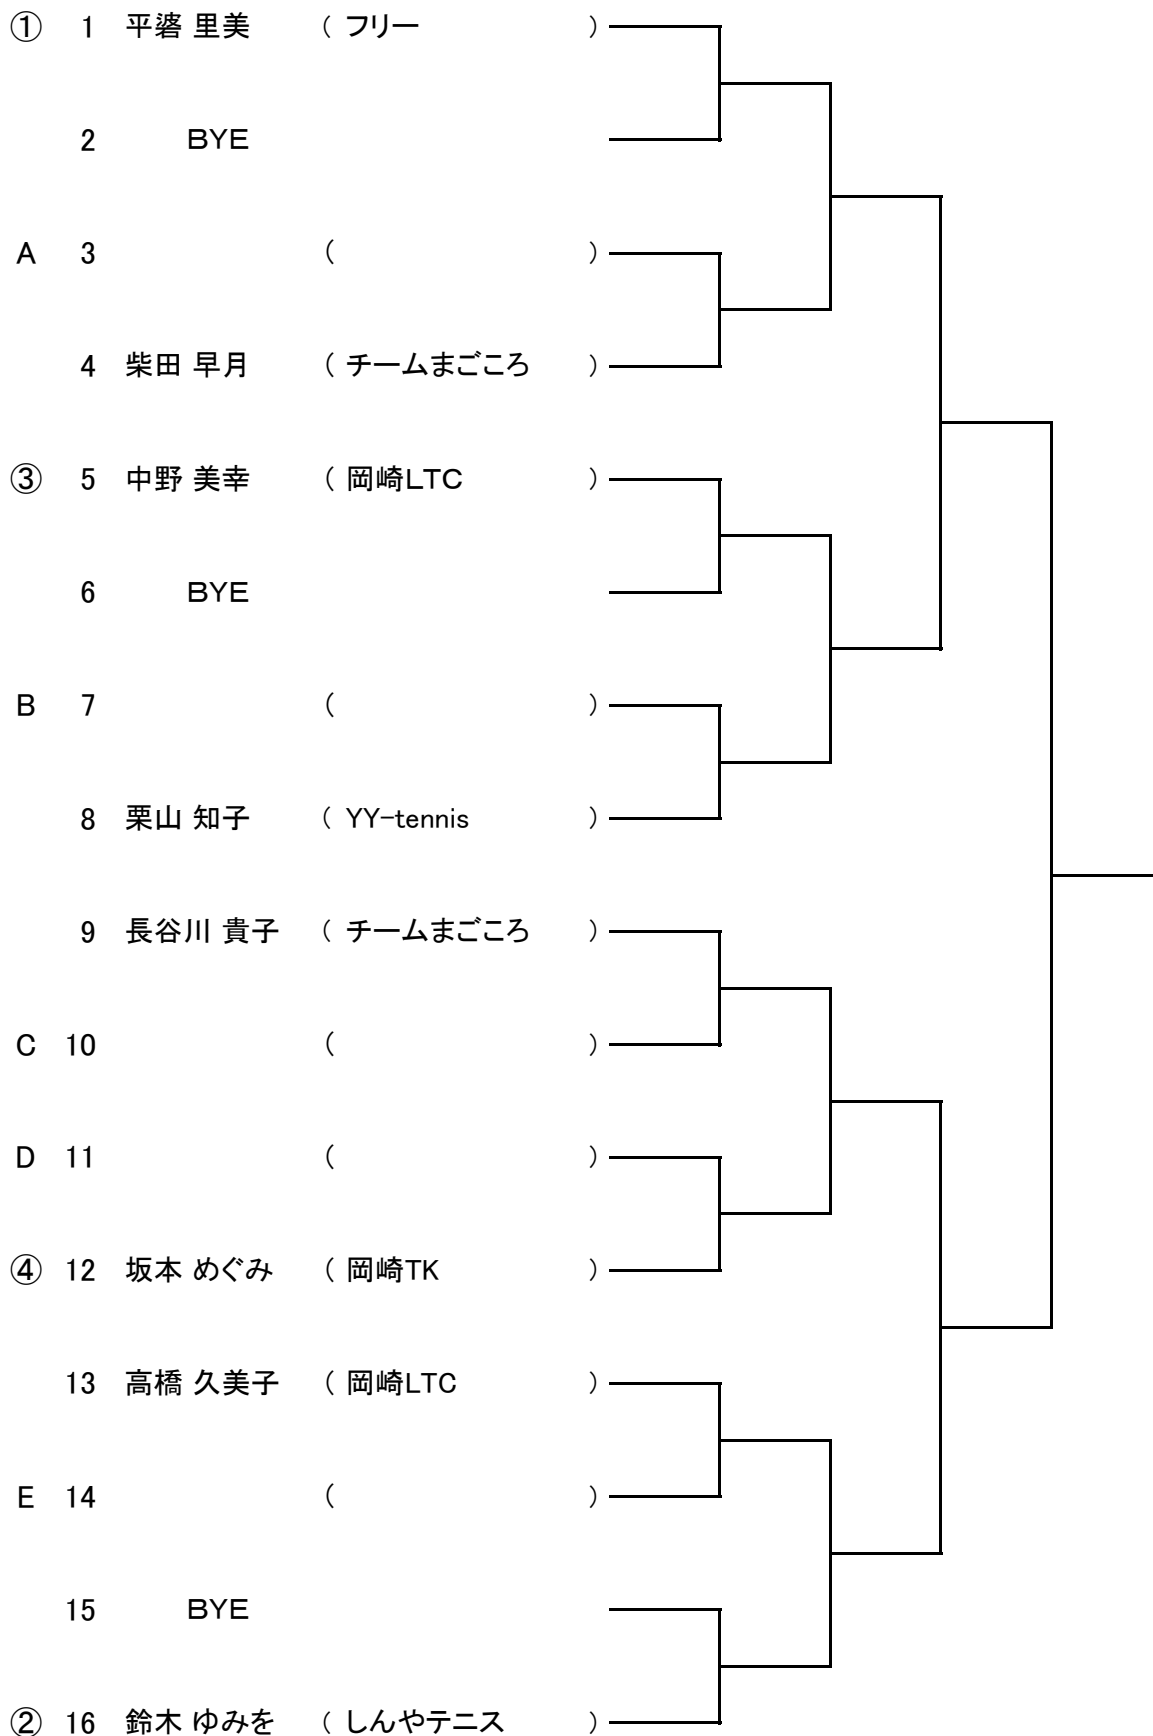 ① 1 平礒 里美 ( フリー )
2 BYE
A 3 ( )
4 柴田 早月 ( チームまごころ )
③ 5 中野 美幸 ( 岡崎LTC )
6 BYE
B 7 ( )
8 栗山 知子 ( YY-tennis )
9 長谷川 貴子 ( チームまごころ )
C 10 ( )
D 11 ( )
④ 12 坂本 めぐみ ( 岡崎TK )
13 高橋 久美子 ( 岡崎LTC )
E 14 ( )
15 BYE
② 16 鈴木 ゆみを ( しんやテニス )